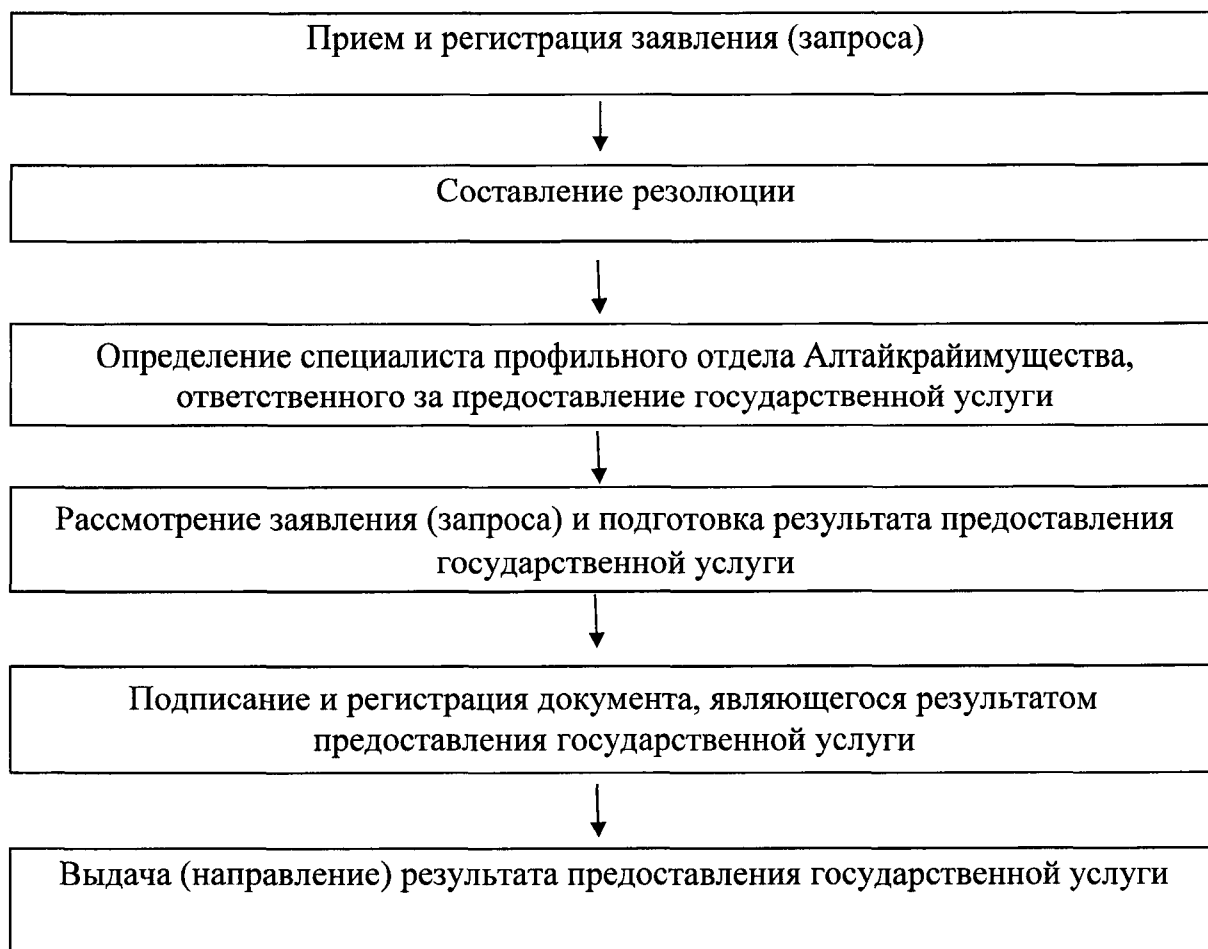 Прием и регистрация заявления (запроса)
Составление резолюции
Определение специалиста профильного отдела Алтайкрайимущества,
ответственного за предоставление государственной услуги
Рассмотрение заявления (запроса) и подготовка результата предоставления
государственной услуги
Подписание и регистрация документа, являющегося результатом
предоставления государственной услуги
Выдача (направление) результата предоставления государственной услуги